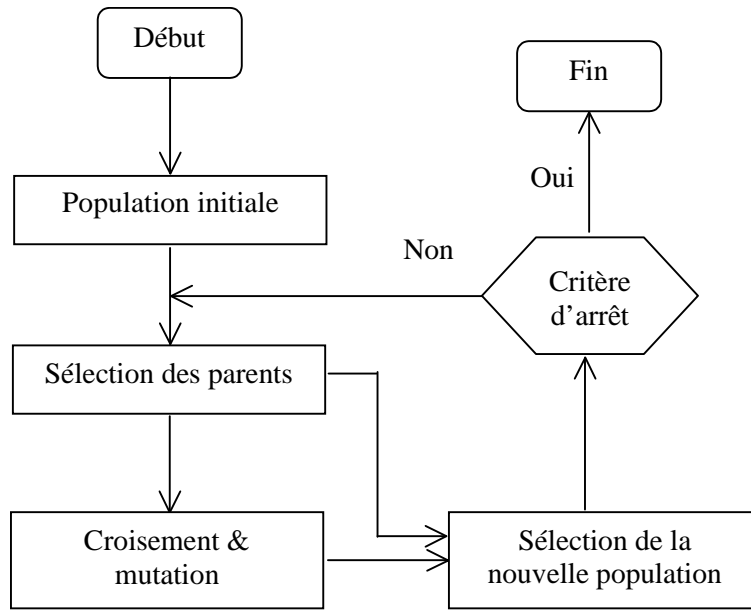 Début
Population initiale
Sélection des parents
Croisement &
mutation
Sélection de la
nouvelle population
Critère
d’arrêt
Non
Oui
Fin